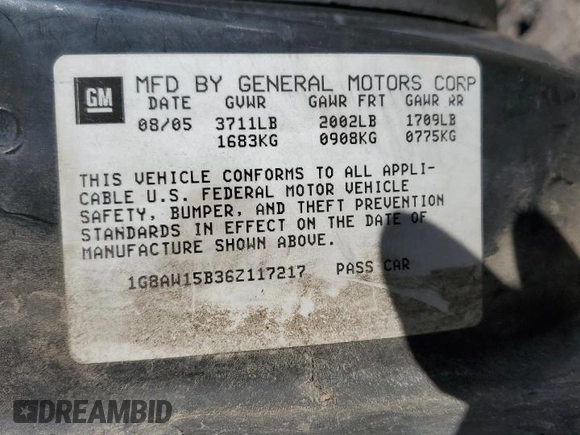 GM
MFD BY GENERAL MOTORS CORP
DATE GVWR GAWR FRT GAWR RR
08/05 3711LB 2002LB 1709LB
1683KG 0908KG 0775KG
THIS VEHICLE CONFORMS TO ALL APPLI-
CABLE U.S. FEDERAL MOTOR VEHICLE
SAFETY, BUMPER, AND THEFT PREVENTION
STANDARDS IN EFFECT ON THE DATE OF
MANUFACTURE SHOWN ABOVE.
1G8AW15B36Z117217 PASS CAR
DREAMBID